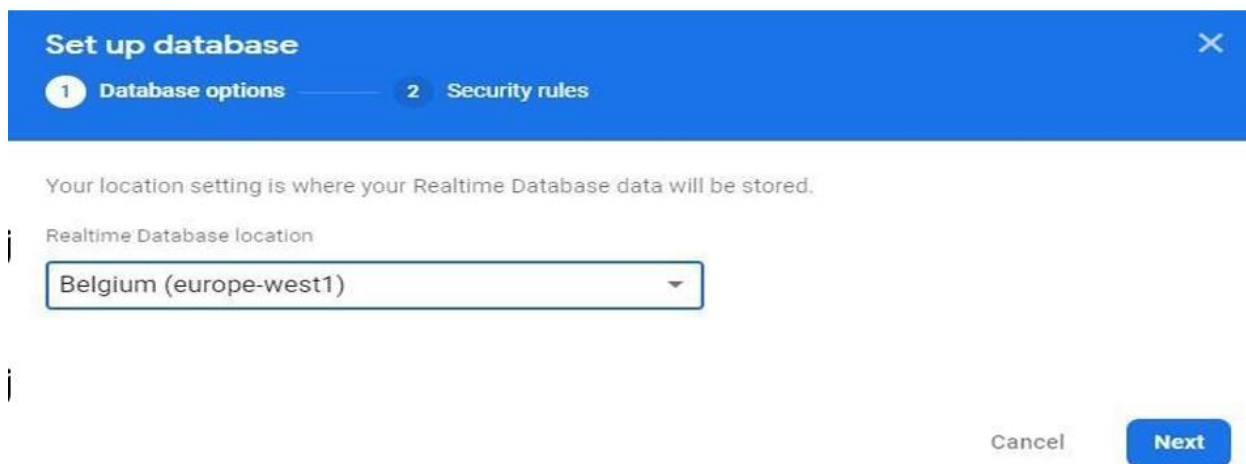 Set up database
1 Database options 2 Security rules
Your location setting is where your Realtime Database data will be stored.
Realtime Database location
Belgium (europe-west1)
Cancel Next